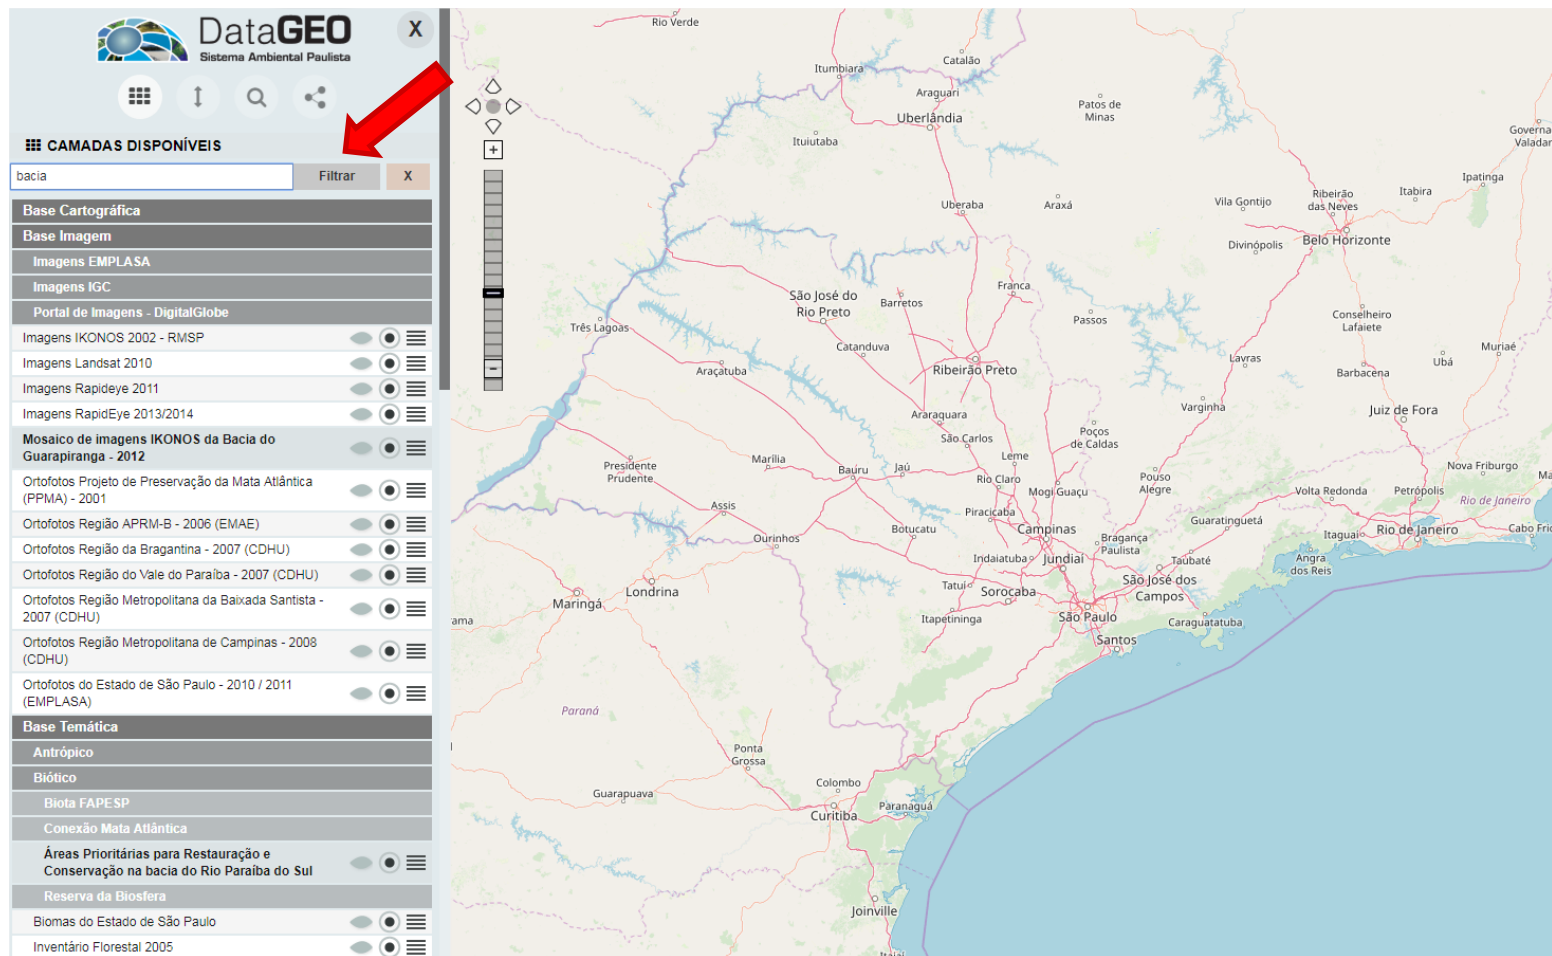 DataGEO
Sistema Ambiental Paulista
X
CAMADAS DISPONÍVEIS
bacia
Filtrar
X
Base Cartográfica
Base Imagem
Imagens EMPLASA
Imagens IGC
Portal de Imagens - DigitalGlobe
Imagens IKONOS 2002 - RMSP
Imagens Landsat 2010
Imagens Rapideye 2011
Imagens RapidEye 2013/2014
Mosaico de imagens IKONOS da Bacia do
Guarapiranga - 2012
Ortofotos Projeto de Preservação da Mata Atlântica
(PPMA) - 2001
Ortofotos Região APRM-B - 2006 (EMAE)
Ortofotos Região da Bragantina - 2007 (CDHU)
Ortofotos Região do Vale do Paraíba - 2007 (CDHU)
Ortofotos Região Metropolitana da Baixada Santista -
2007 (CDHU)
Ortofotos Região Metropolitana de Campinas - 2008
(CDHU)
Ortofotos do Estado de São Paulo - 2010 / 2011
(EMPLASA)
Base Temática
Antrópico
Biótico
Biota FAPESP
Conexão Mata Atlântica
Áreas Prioritárias para Restauração e
Conservação na bacia do Rio Paraíba do Sul
Reserva da Biosfera
Biomas do Estado de São Paulo
Inventário Florestal 2005
Rio Verde
Catalão
Itumbiara
Araguari
Patos de
Minas
Uberlândia
Ituiutaba
Governa
Valadar
Ipatinga
Itabira
Ribeirão
das Neves
Vila Gontijo
Uberaba
Araxá
Belo Horizonte
Divinópolis
Franca
São José do
Rio Preto
Barretos
Passos
Conselheiro
Lafaiete
Três Lagoas
Catanduva
Muriaé
Ubá
Lavras
Barbacena
Araçatuba
Ribeirão Preto
Varginha
Juiz de Fora
Araraquara
Poços
de Caldas
São Carlos
Leme
Marília
Presidente
Prudente
Bauru
Jaú
Rio Claro
Mogi Guaçu
Pouso
Alegre
Nova Friburgo
Ma
Volta Redonda
Petrópolis
Rio de Janeiro
Assis
Piracicaba
Guaratinguetá
Botucatu
Campinas
Bragança
Paulista
Itaguaí
Rio de Janeiro
Cabo Fric
Ourinhos
Indaiatuba
Jundiaí
Taubaté
Angra
dos Reis
São José dos
Campos
Tatuí
Sorocaba
Londrina
Maringá
rama
Itapetininga
São Paulo
Caraguatatuba
Santos
Paraná
Ponta
Grossa
Colombo
Guarapuava
Paranaguá
Curitiba
Joinville
Itajaí